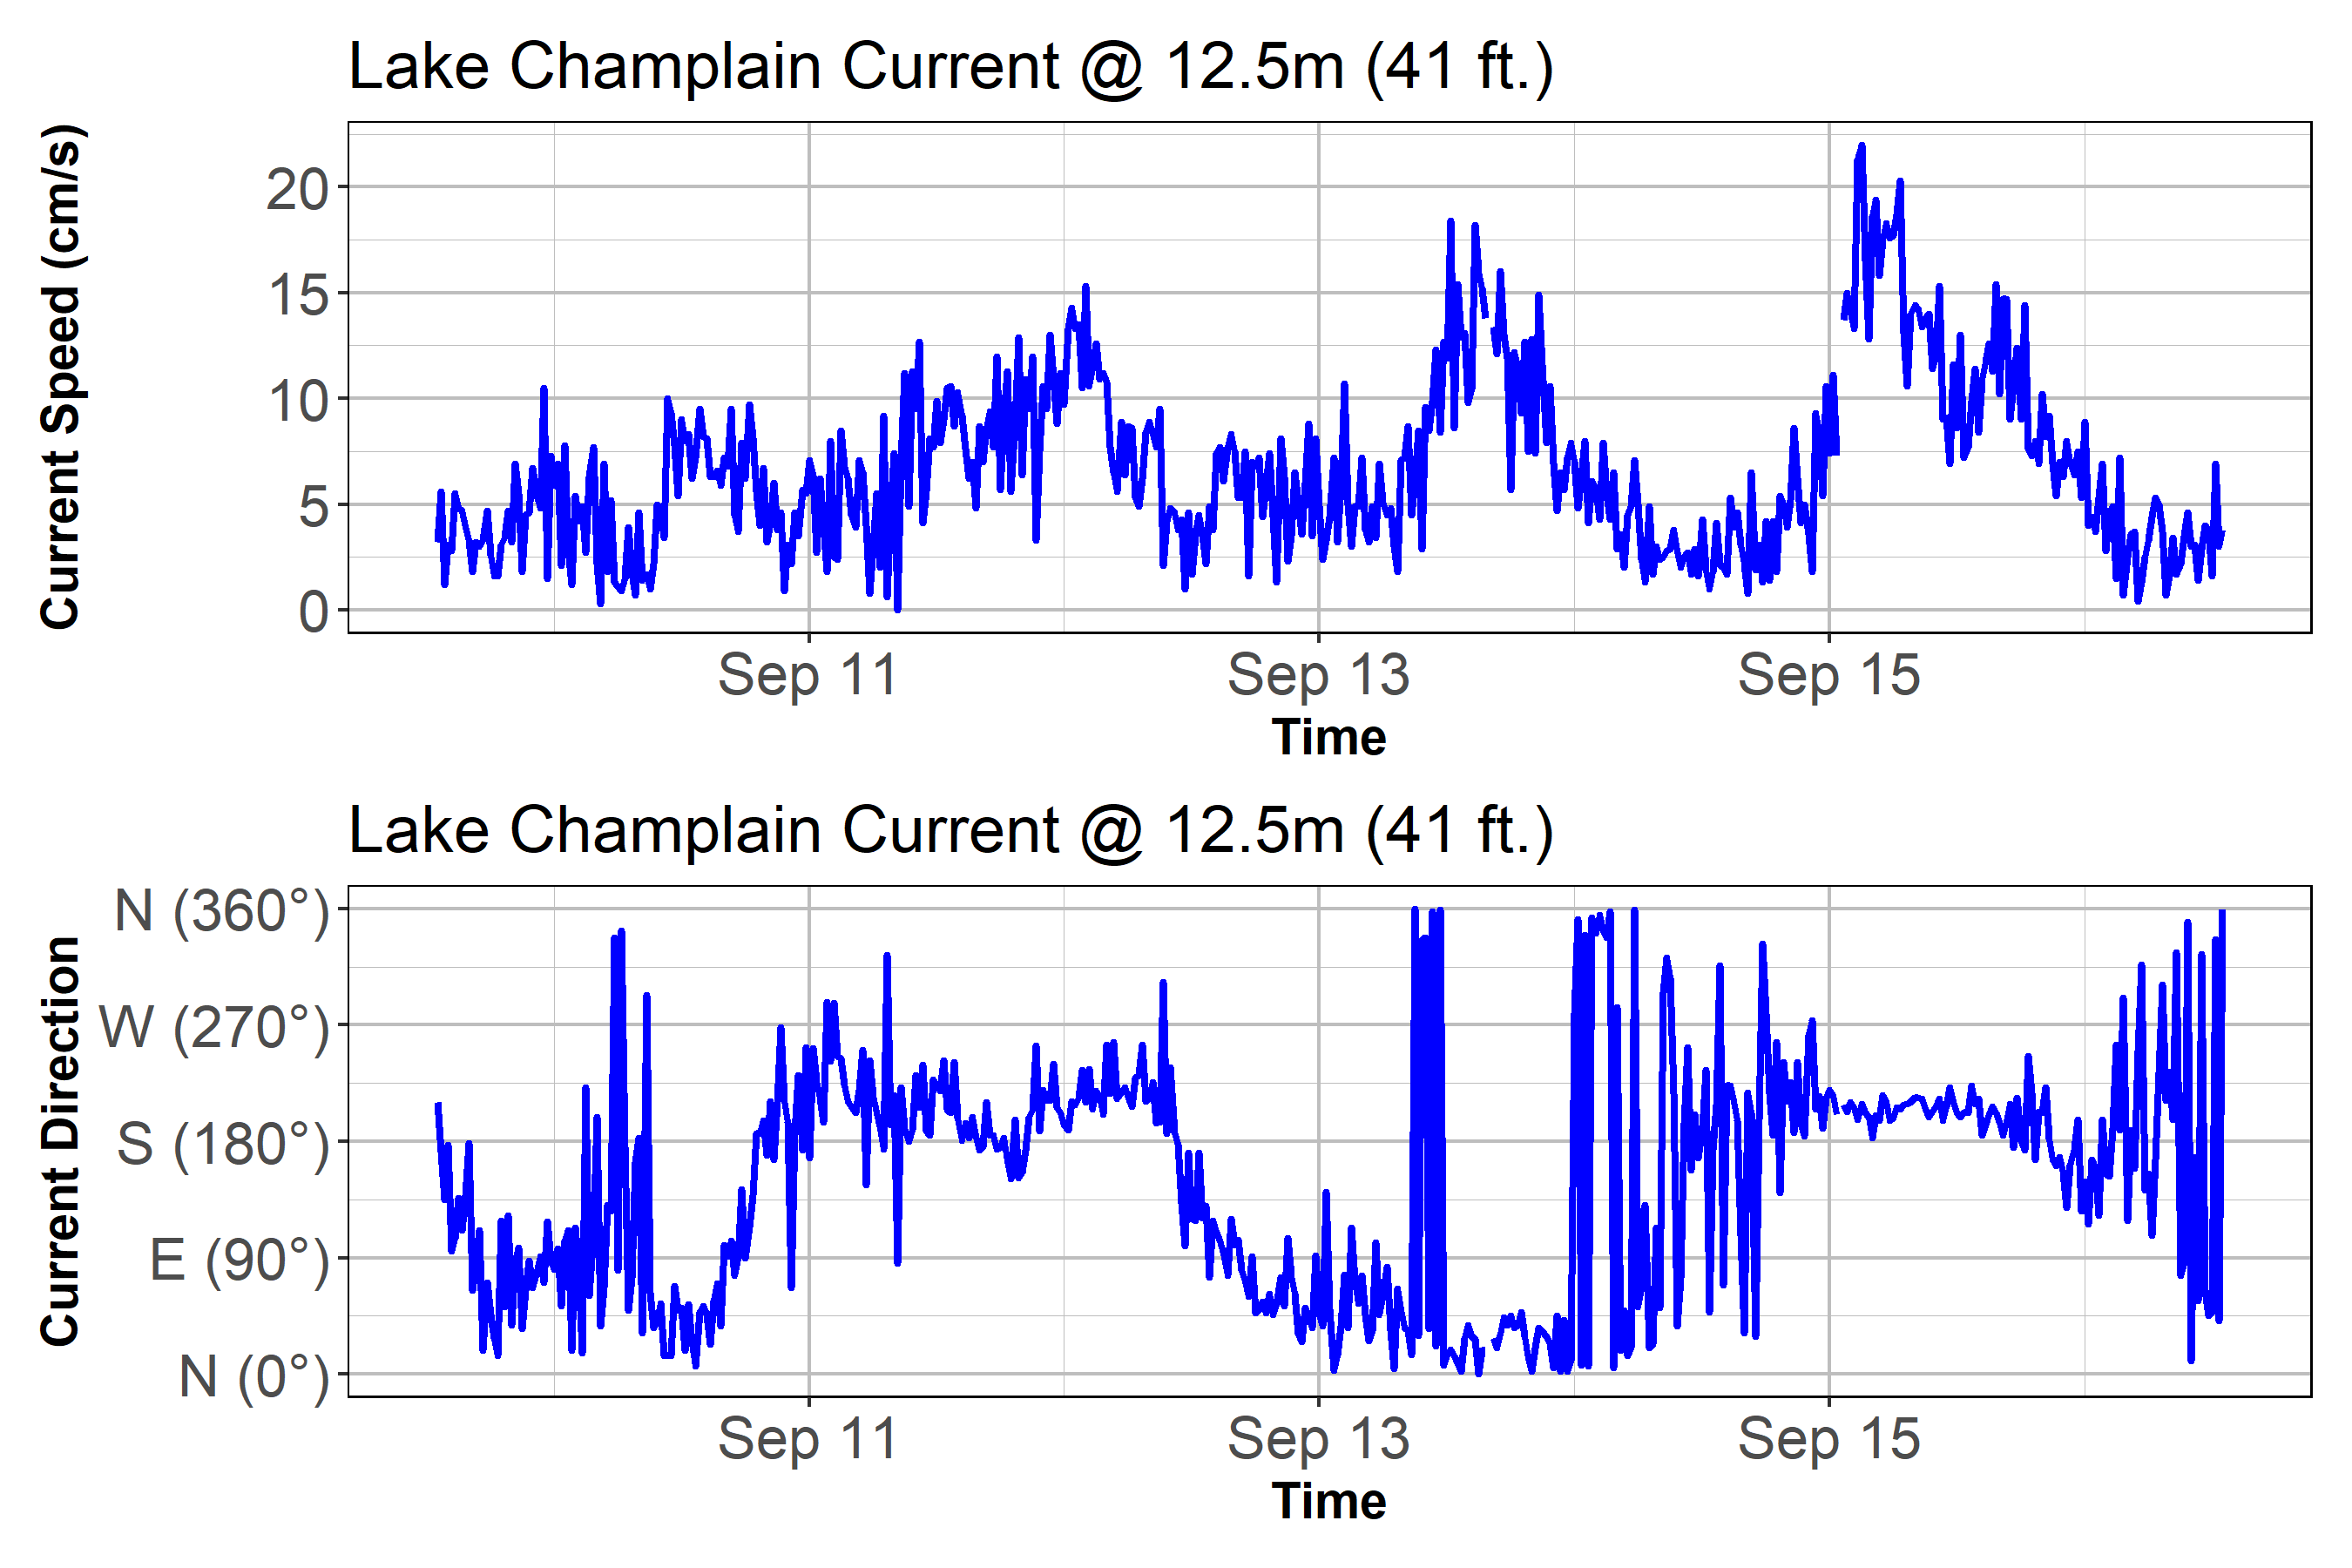 Lake Champlain Current @ 12.5m (41 ft.)
Current Speed (cm/s)
20
15
10
5
0
Sep 11 Sep 13 Sep 15
Time
Lake Champlain Current @ 12.5m (41 ft.)
Current Direction
N (360°)
W (270°)
S (180°)
E (90°)
N (0°)
Sep 11 Sep 13 Sep 15
Time